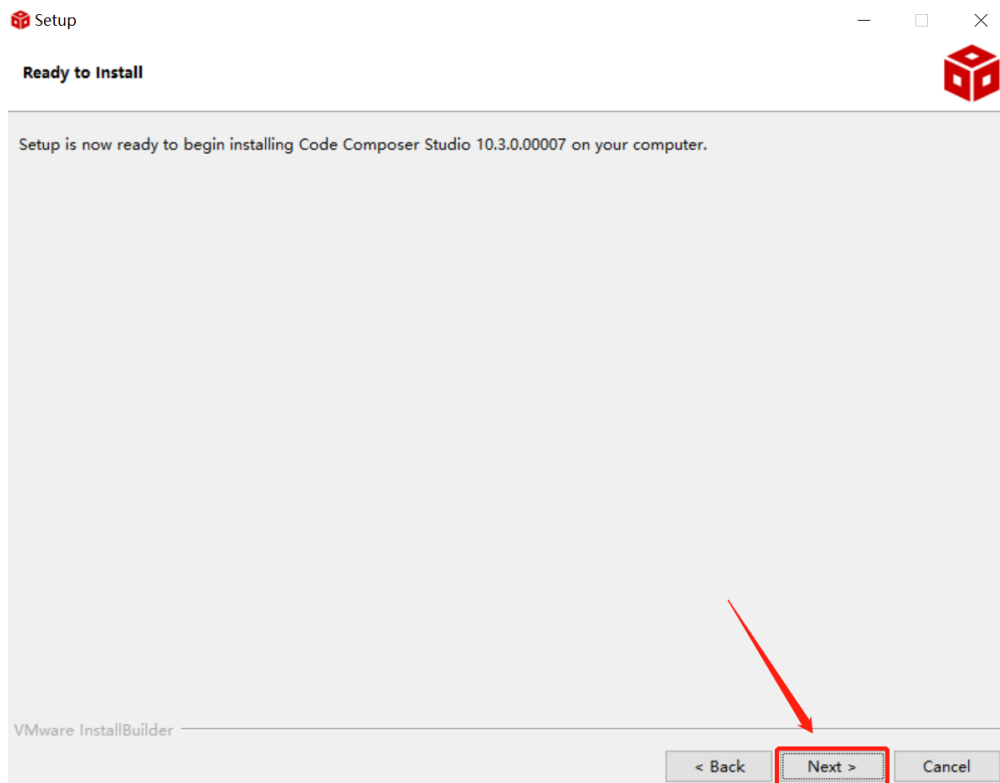 Setup
Ready to Install
Setup is now ready to begin installing Code Composer Studio 10.3.0.00007 on your computer.
VMware InstallBuilder
< Back Next > Cancel